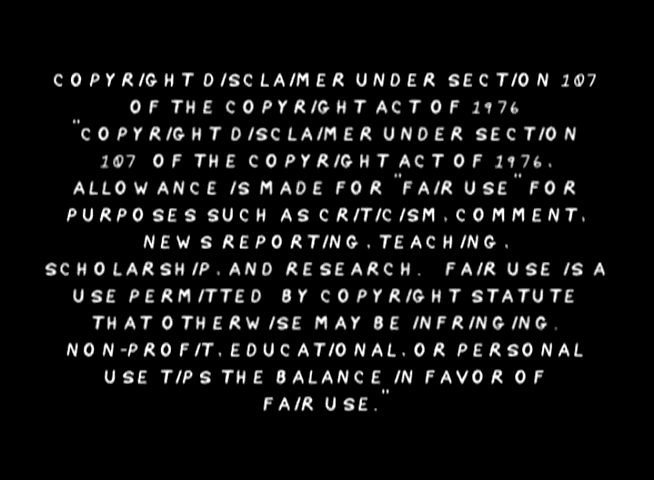 COPYRIGHT DISCLAIMER UNDER SECTION 107
OF THE COPYRIGHT ACT OF 1976
"COPYRIGHT DISCLAIMER UNDER SECTION
107 OF THE COPYRIGHT ACT OF 1976,
ALLOWANCE IS MADE FOR "FAIR USE" FOR
PURPOSES SUCH AS CRITICISM, COMMENT,
NEWS REPORTING, TEACHING,
SCHOLARSHIP, AND RESEARCH. FAIR USE IS A
USE PERMITTED BY COPYRIGHT STATUTE
THAT OTHERWISE MAY BE INFRINGING.
NON-PROFIT, EDUCATIONAL, OR PERSONAL
USE TIPS THE BALANCE IN FAVOR OF
FAIR USE."